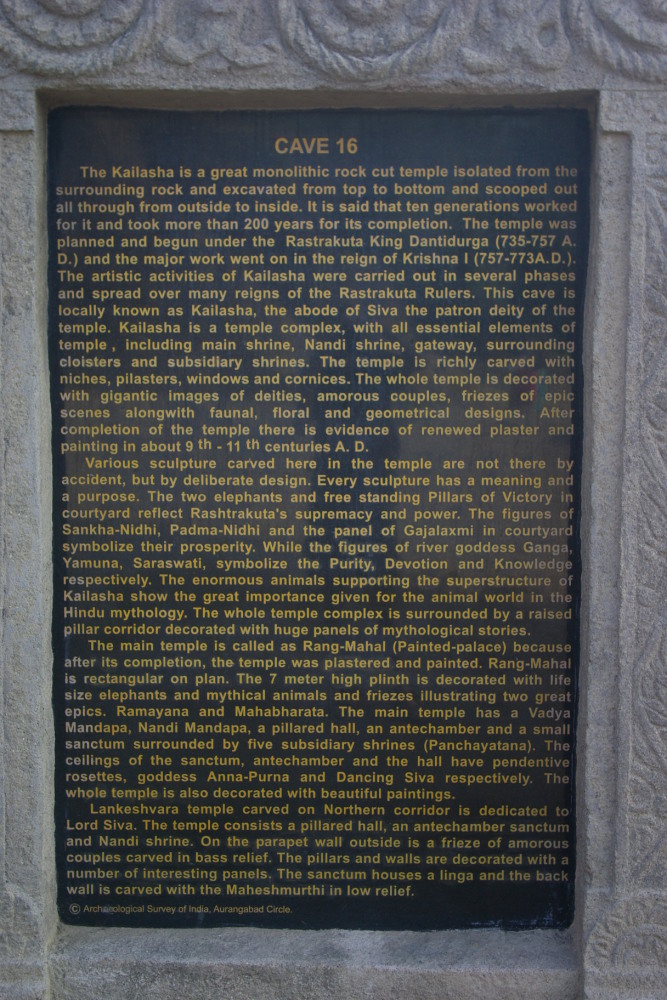 CAVE 16
The Kailasha is a great monolithic rock cut temple isolated from the
surrounding rock and excavated from top to bottom and scooped out
all through from outside to inside. It is said that ten generations worked
for it and took more than 200 years for its completion. The temple was
planned and begun under the Rastrakuta King Dantidurga (735-757 A.
D.) and the major work went on in the reign of Krishna I (757-773A.D.).
The artistic activities of Kailasha were carried out in several phases
and spread over many reigns of the Rastrakuta Rulers. This cave is
locally known as Kailasha, the abode of Siva the patron deity of the
temple. Kailasha is a temple complex, with all essential elements of
temple , including main shrine, Nandi shrine, gateway, surrounding
cloisters and subsidiary shrines. The temple is richly carved with
niches, pilasters, windows and cornices. The whole temple is decorated
with gigantic images of deities, amorous couples, friezes of epic
scenes alongwith faunal, floral and geometrical designs. After
completion of the temple there is evidence of renewed plaster and
painting in about 9 th - 11 th centuries A. D.
Various sculpture carved here in the temple are not there by
accident, but by deliberate design. Every sculpture has a meaning and
a purpose. The two elephants and free standing Pillars of Victory in
courtyard reflect Rashtrakuta's supremacy and power. The figures of
Sankha-Nidhi, Padma-Nidhi and the panel of Gajalaxmi in courtyard
symbolize their prosperity. While the figures of river goddess Ganga,
Yamuna, Saraswati, symbolize the Purity, Devotion and Knowledge
respectively. The enormous animals supporting the superstructure of
Kailasha show the great importance given for the animal world in the
Hindu mythology. The whole temple complex is surrounded by a raised
pillar corridor decorated with huge panels of mythological stories.
The main temple is called as Rang-Mahal (Painted-palace) because
after its completion, the temple was plastered and painted. Rang-Mahal
is rectangular on plan. The 7 meter high plinth is decorated with life
size elephants and mythical animals and friezes illustrating two great
epics. Ramayana and Mahabharata. The main temple has a Vadya
Mandapa, Nandi Mandapa, a pillared hall, an antechamber and a small
sanctum surrounded by five subsidiary shrines (Panchayatana). The
ceilings of the sanctum, antechamber and the hall have pendentive
rosettes, goddess Anna-Purna and Dancing Siva respectively. The
whole temple is also decorated with beautiful paintings.
Lankeshvara temple carved on Northern corridor is dedicated to
Lord Siva. The temple consists a pillared hall, an antechamber sanctum
and Nandi shrine. On the parapet wall outside is a frieze of amorous
couples carved in bass relief. The pillars and walls are decorated with a
number of interesting panels. The sanctum houses a linga and the back
wall is carved with the Maheshmurthi in low relief.
© Archaeological Survey of India, Aurangabad Circle.